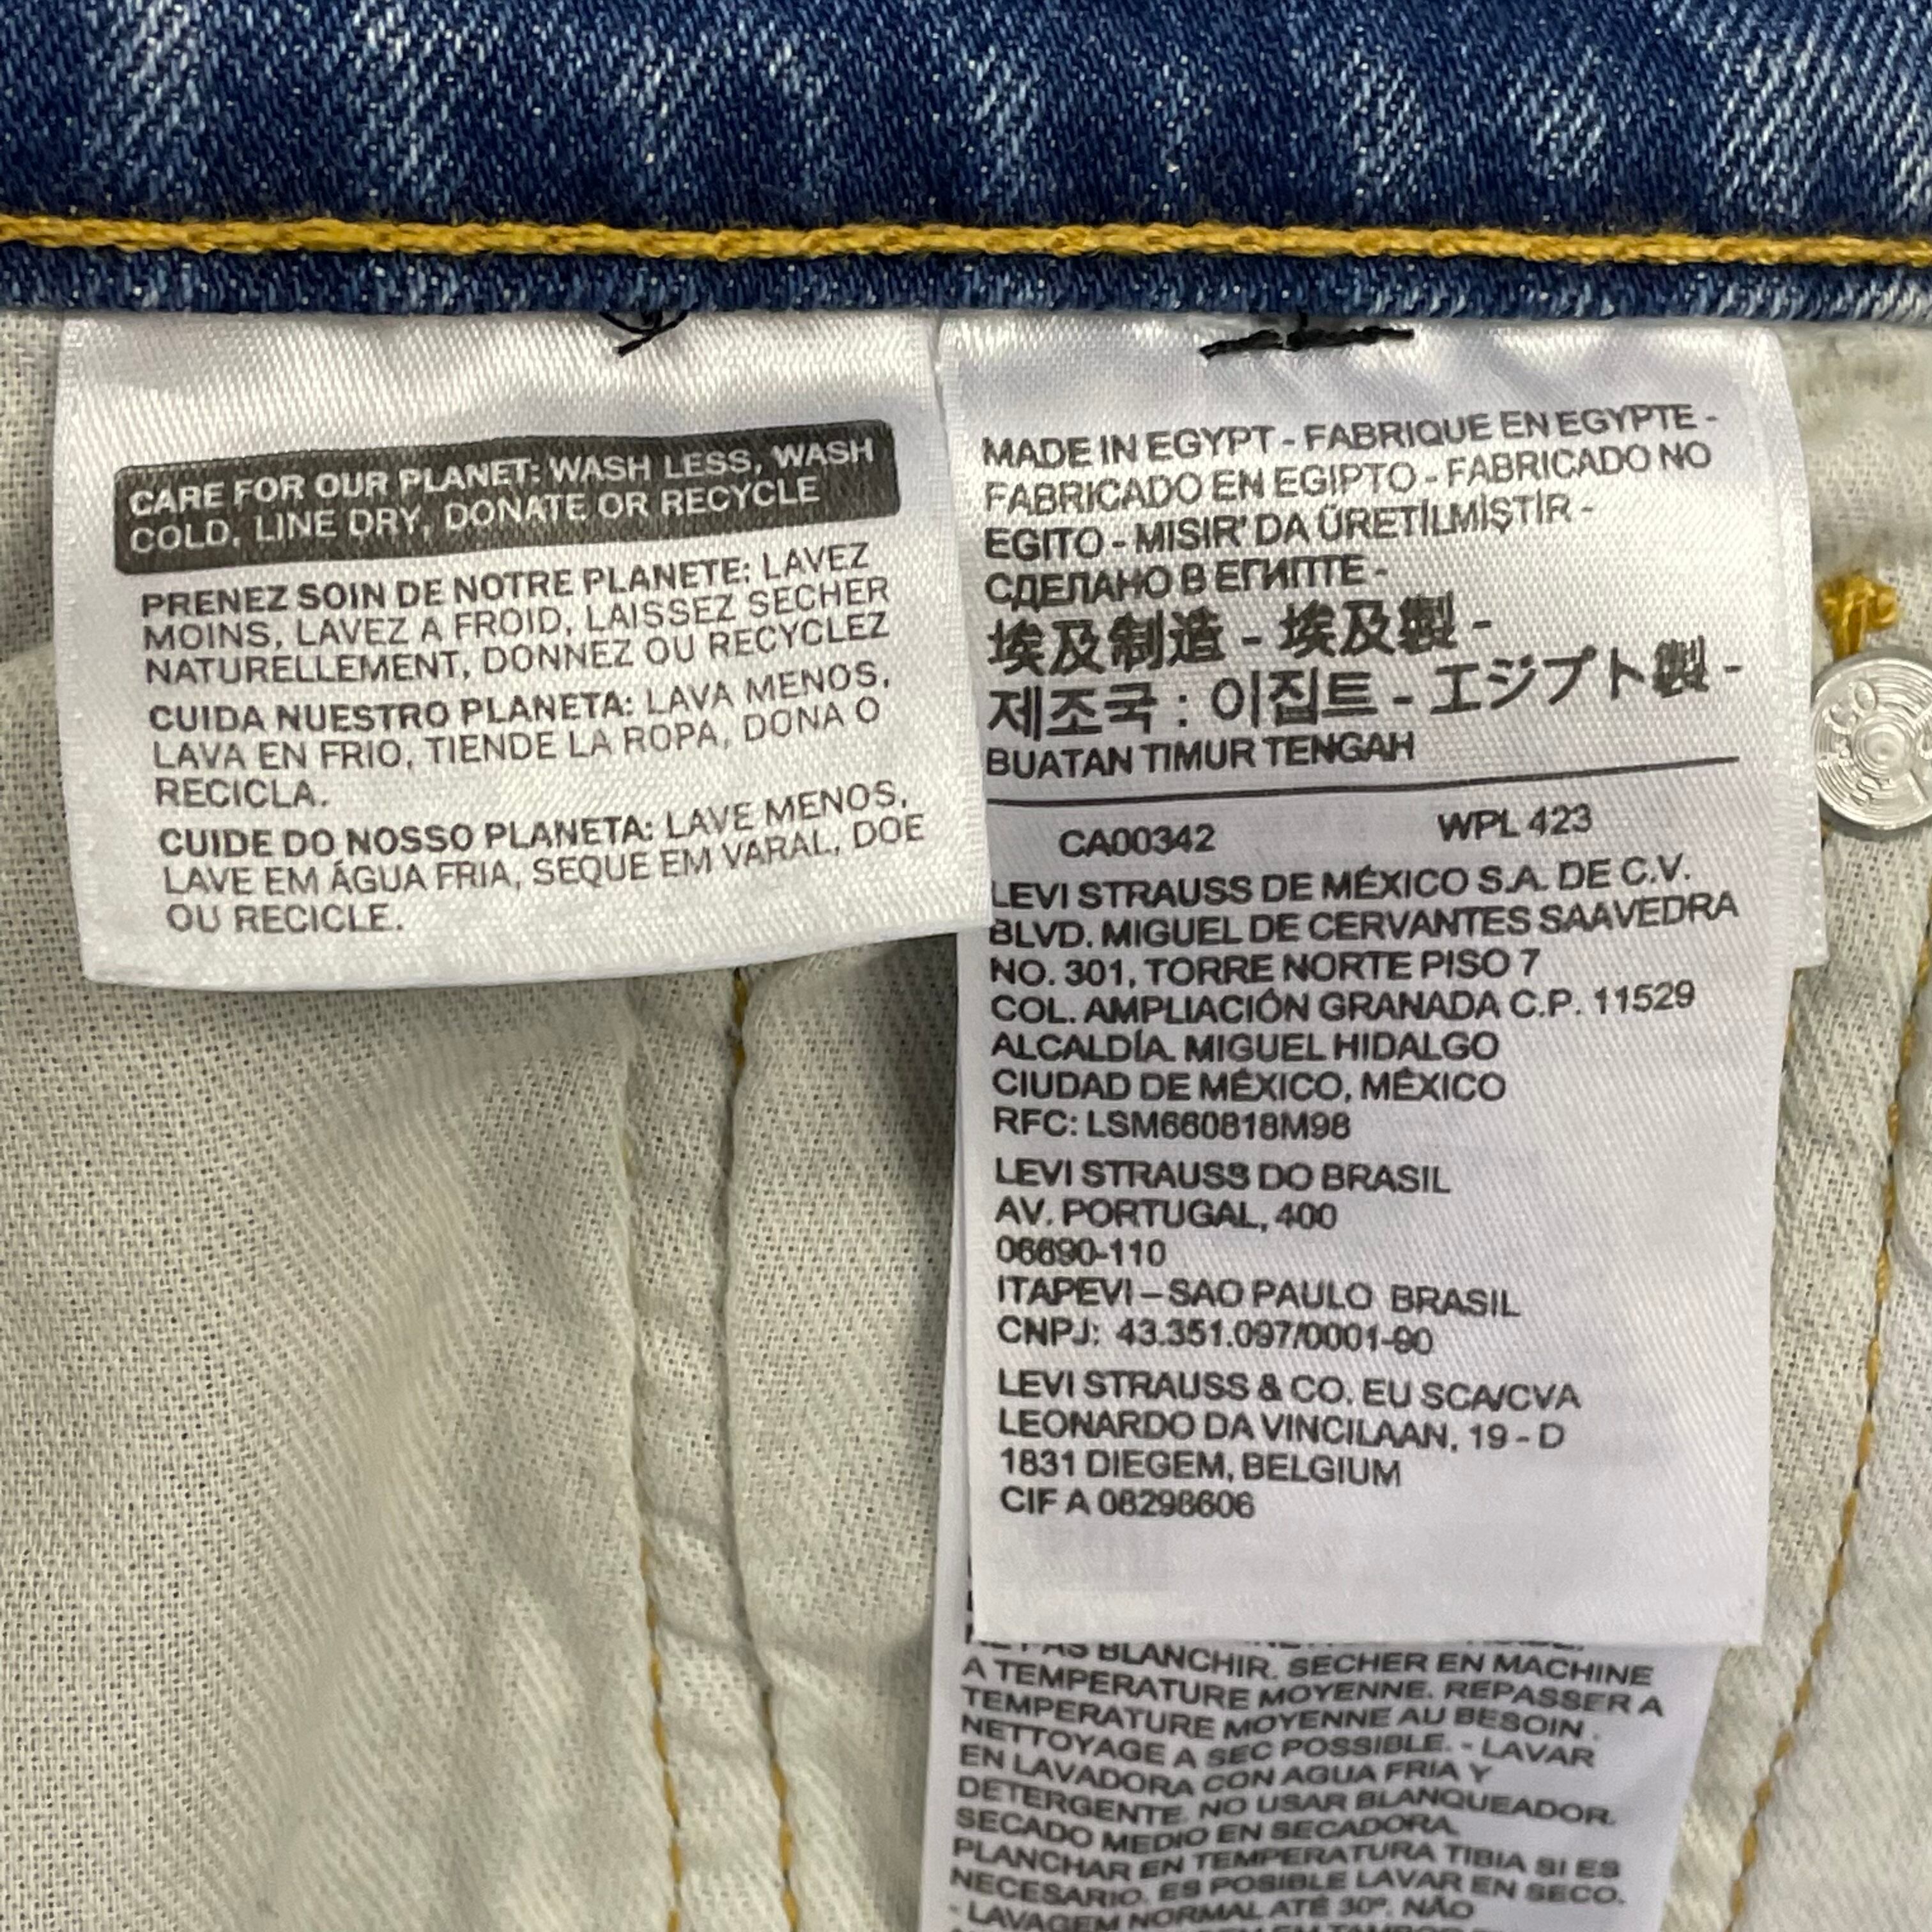 CARE FOR OUR PLANET: WASH LESS, WASH
COLD, LINE DRY, DONATE OR RECYCLE
PRENEZ SOIN DE NOTRE PLANETE: LAVEZ
MOINS, LAVEZ A FROID, LAISSEZ SECHER
NATURELLEMENT, DONNEZ OU RECYCLEZ
CUIDA NUESTRO PLANETA: LAVA MENOS,
LAVA EN FRIO, TIENDE LA ROPA, DONA O
RECICLA.
CUIDE DO NOSSO PLANETA: LAVE MENOS,
LAVE EM ÁGUA FRIA, SEQUE EM VARAL, DOE
OU RECICLE.
MADE IN EGYPT - FABRIQUE EN EGYPTE -
FABRICADO EN EGIPTO - FABRICADO NO
EGITO - MISIR' DA ÜRETİLMİŞTİR -
СДЕЛАНО В ЕГИПТЕ -
埃及制造 - 埃及製 -
제조국 : 이집트 - エジプト製 -
BUATAN TIMUR TENGAH
CA00342 WPL 423
LEVI STRAUSS DE MÉXICO S.A. DE C.V.
BLVD. MIGUEL DE CERVANTES SAAVEDRA
NO. 301, TORRE NORTE PISO 7
COL. AMPLIACIÓN GRANADA C.P. 11529
ALCALDÍA. MIGUEL HIDALGO
CIUDAD DE MÉXICO, MÉXICO
RFC: LSM660818M98
LEVI STRAUSS DO BRASIL
AV. PORTUGAL, 400
06690-110
ITAPEVI – SAO PAULO BRASIL
CNPJ: 43.351.097/0001-90
LEVI STRAUSS & CO. EU SCA/CVA
LEONARDO DA VINCILAAN, 19 - D
1831 DIEGEM, BELGIUM
CIF A 08298606
PAS BLANCHIR. SECHER EN MACHINE
A TEMPERATURE MOYENNE. REPASSER A
TEMPERATURE MOYENNE AU BESOIN .
NETTOYAGE A SEC POSSIBLE. - LAVAR
EN LAVADORA CON AGUA FRIA Y
DETERGENTE. NO USAR BLANQUEADOR.
SECADO MEDIO EN SECADORA.
PLANCHAR EN TEMPERATURA TIBIA SI ES
NECESARIO. ES POSIBLE LAVAR EN SECO.
- LAVAGEM NORMAL ATÉ 30º. NÃO